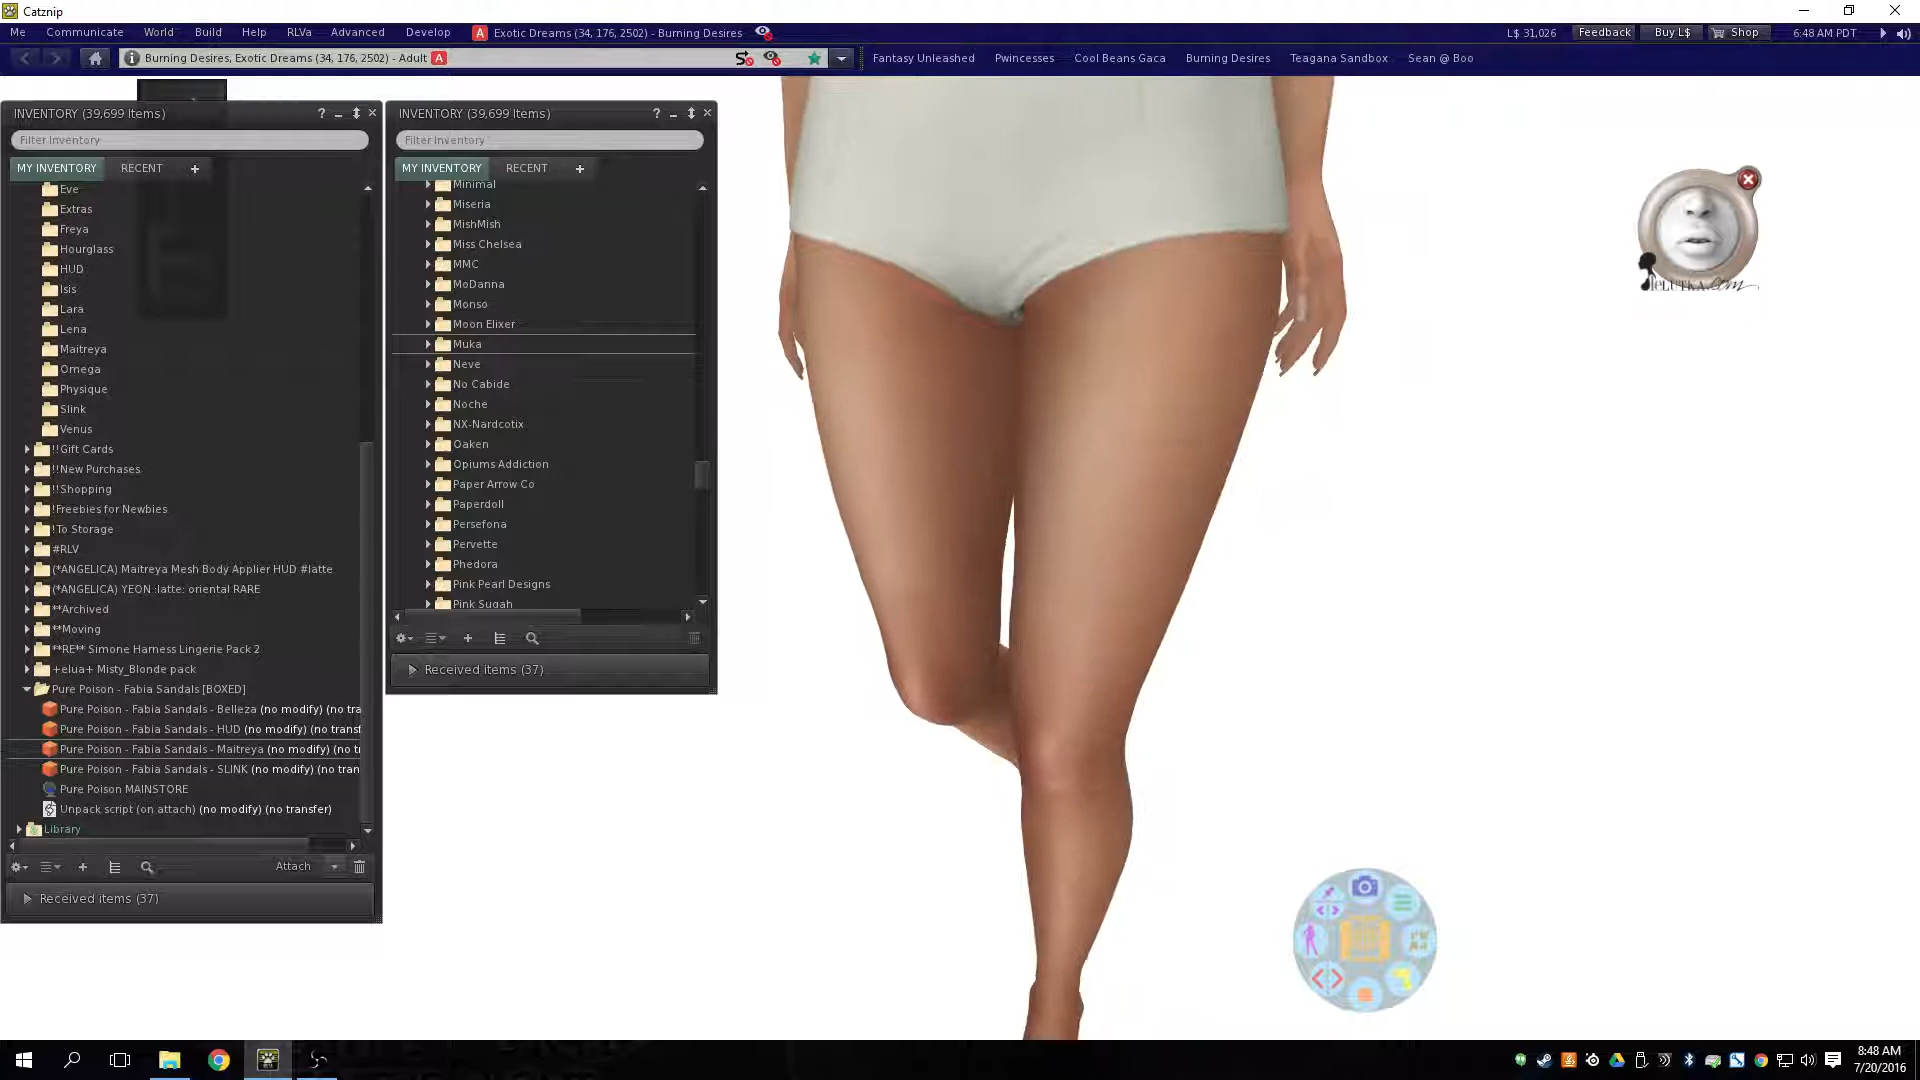 Catznip
Me Communicate World Build Help RLVa Advanced Develop A Exotic Dreams (34, 176, 2502) - Burning Desires L$ 31,026 Feedback Buy L$ Shop 6:48 AM PDT
Burning Desires, Exotic Dreams (34, 176, 2502) - Adult A Fantasy Unleashed Pwincesses Cool Beans Gaca Burning Desires Teagana Sandbox Sean @ Boo
INVENTORY (39,699 Items) ?
Filter Inventory
MY INVENTORY RECENT +
Eve
Extras
Freya
Hourglass
HUD
Isis
Lara
Lena
Maitreya
Omega
Physique
Slink
Venus
!!Gift Cards
!!New Purchases
!!Shopping
!Freebies for Newbies
!To Storage
#RLV
(*ANGELICA) Maitreya Mesh Body Applier HUD #latte
(*ANGELICA) YEON :latte: oriental RARE
**Archived
**Moving
**RE** Simone Harness Lingerie Pack 2
+elua+ Misty_Blonde pack
Pure Poison - Fabia Sandals [BOXED]
Pure Poison - Fabia Sandals - Belleza (no modify) (no tra
Pure Poison - Fabia Sandals - HUD (no modify) (no transf
Pure Poison - Fabia Sandals - Maitreya (no modify) (no tr
Pure Poison - Fabia Sandals - SLINK (no modify) (no tran
Pure Poison MAINSTORE
Unpack script (on attach) (no modify) (no transfer)
Library
Attach
Received items (37)
INVENTORY (39,699 Items) ?
Filter Inventory
MY INVENTORY RECENT +
Minimal
Miseria
MishMish
Miss Chelsea
MMC
MoDanna
Monso
Moon Elixer
Muka
Neve
No Cabide
Noche
NX-Nardcotix
Oaken
Opiums Addiction
Paper Arrow Co
Paperdoll
Persefona
Pervette
Phedora
Pink Pearl Designs
Pink Sugah
Received items (37)
LeLUTKA.com
8:48 AM
7/20/2016